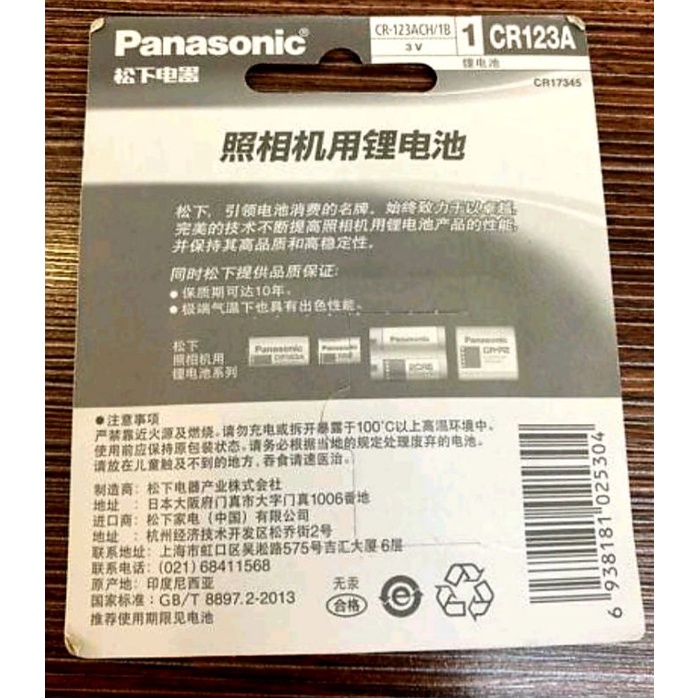 Panasonic®
松下电器
CR-123ACH/1B
3V
1
CR123A
锂电池
CR17345
照相机用锂电池
松下，引领电池消费的名牌。始终致力于以卓越、
完美的技术不断提高照相机用锂电池产品的性能，
并保持其高品质和高稳定性。
同时松下提供品质保证：
● 保质期可达10年。
● 极端气温下也具有出色性能。
松下
照相机用
锂电池系列
Panasonic
CR123A
Panasonic
Panasonic
2CR5
Panasonic
CR-P2
● 注意事项
严禁靠近火源及燃烧。请勿充电或拆开暴露于100°C以上高温环境中。
使用前应保持原包装状态。请务必根据当地的规定处理废弃的电池。
请放在儿童触及不到的地方，吞食请速医治。
制造商：松下电器产业株式会社
地址：日本大阪府门真市大字门真1006番地
进口商：松下家电（中国）有限公司
地址：杭州经济技术开发区松乔街2号
联系地址：上海市虹口区吴淞路575号吉汇大厦 6层
联系电话：(021) 68411568
原产地：印度尼西亚
国家标准：GB/T 8897.2-2013
推荐使用期限见电池
无汞
合格
6 938181 025304